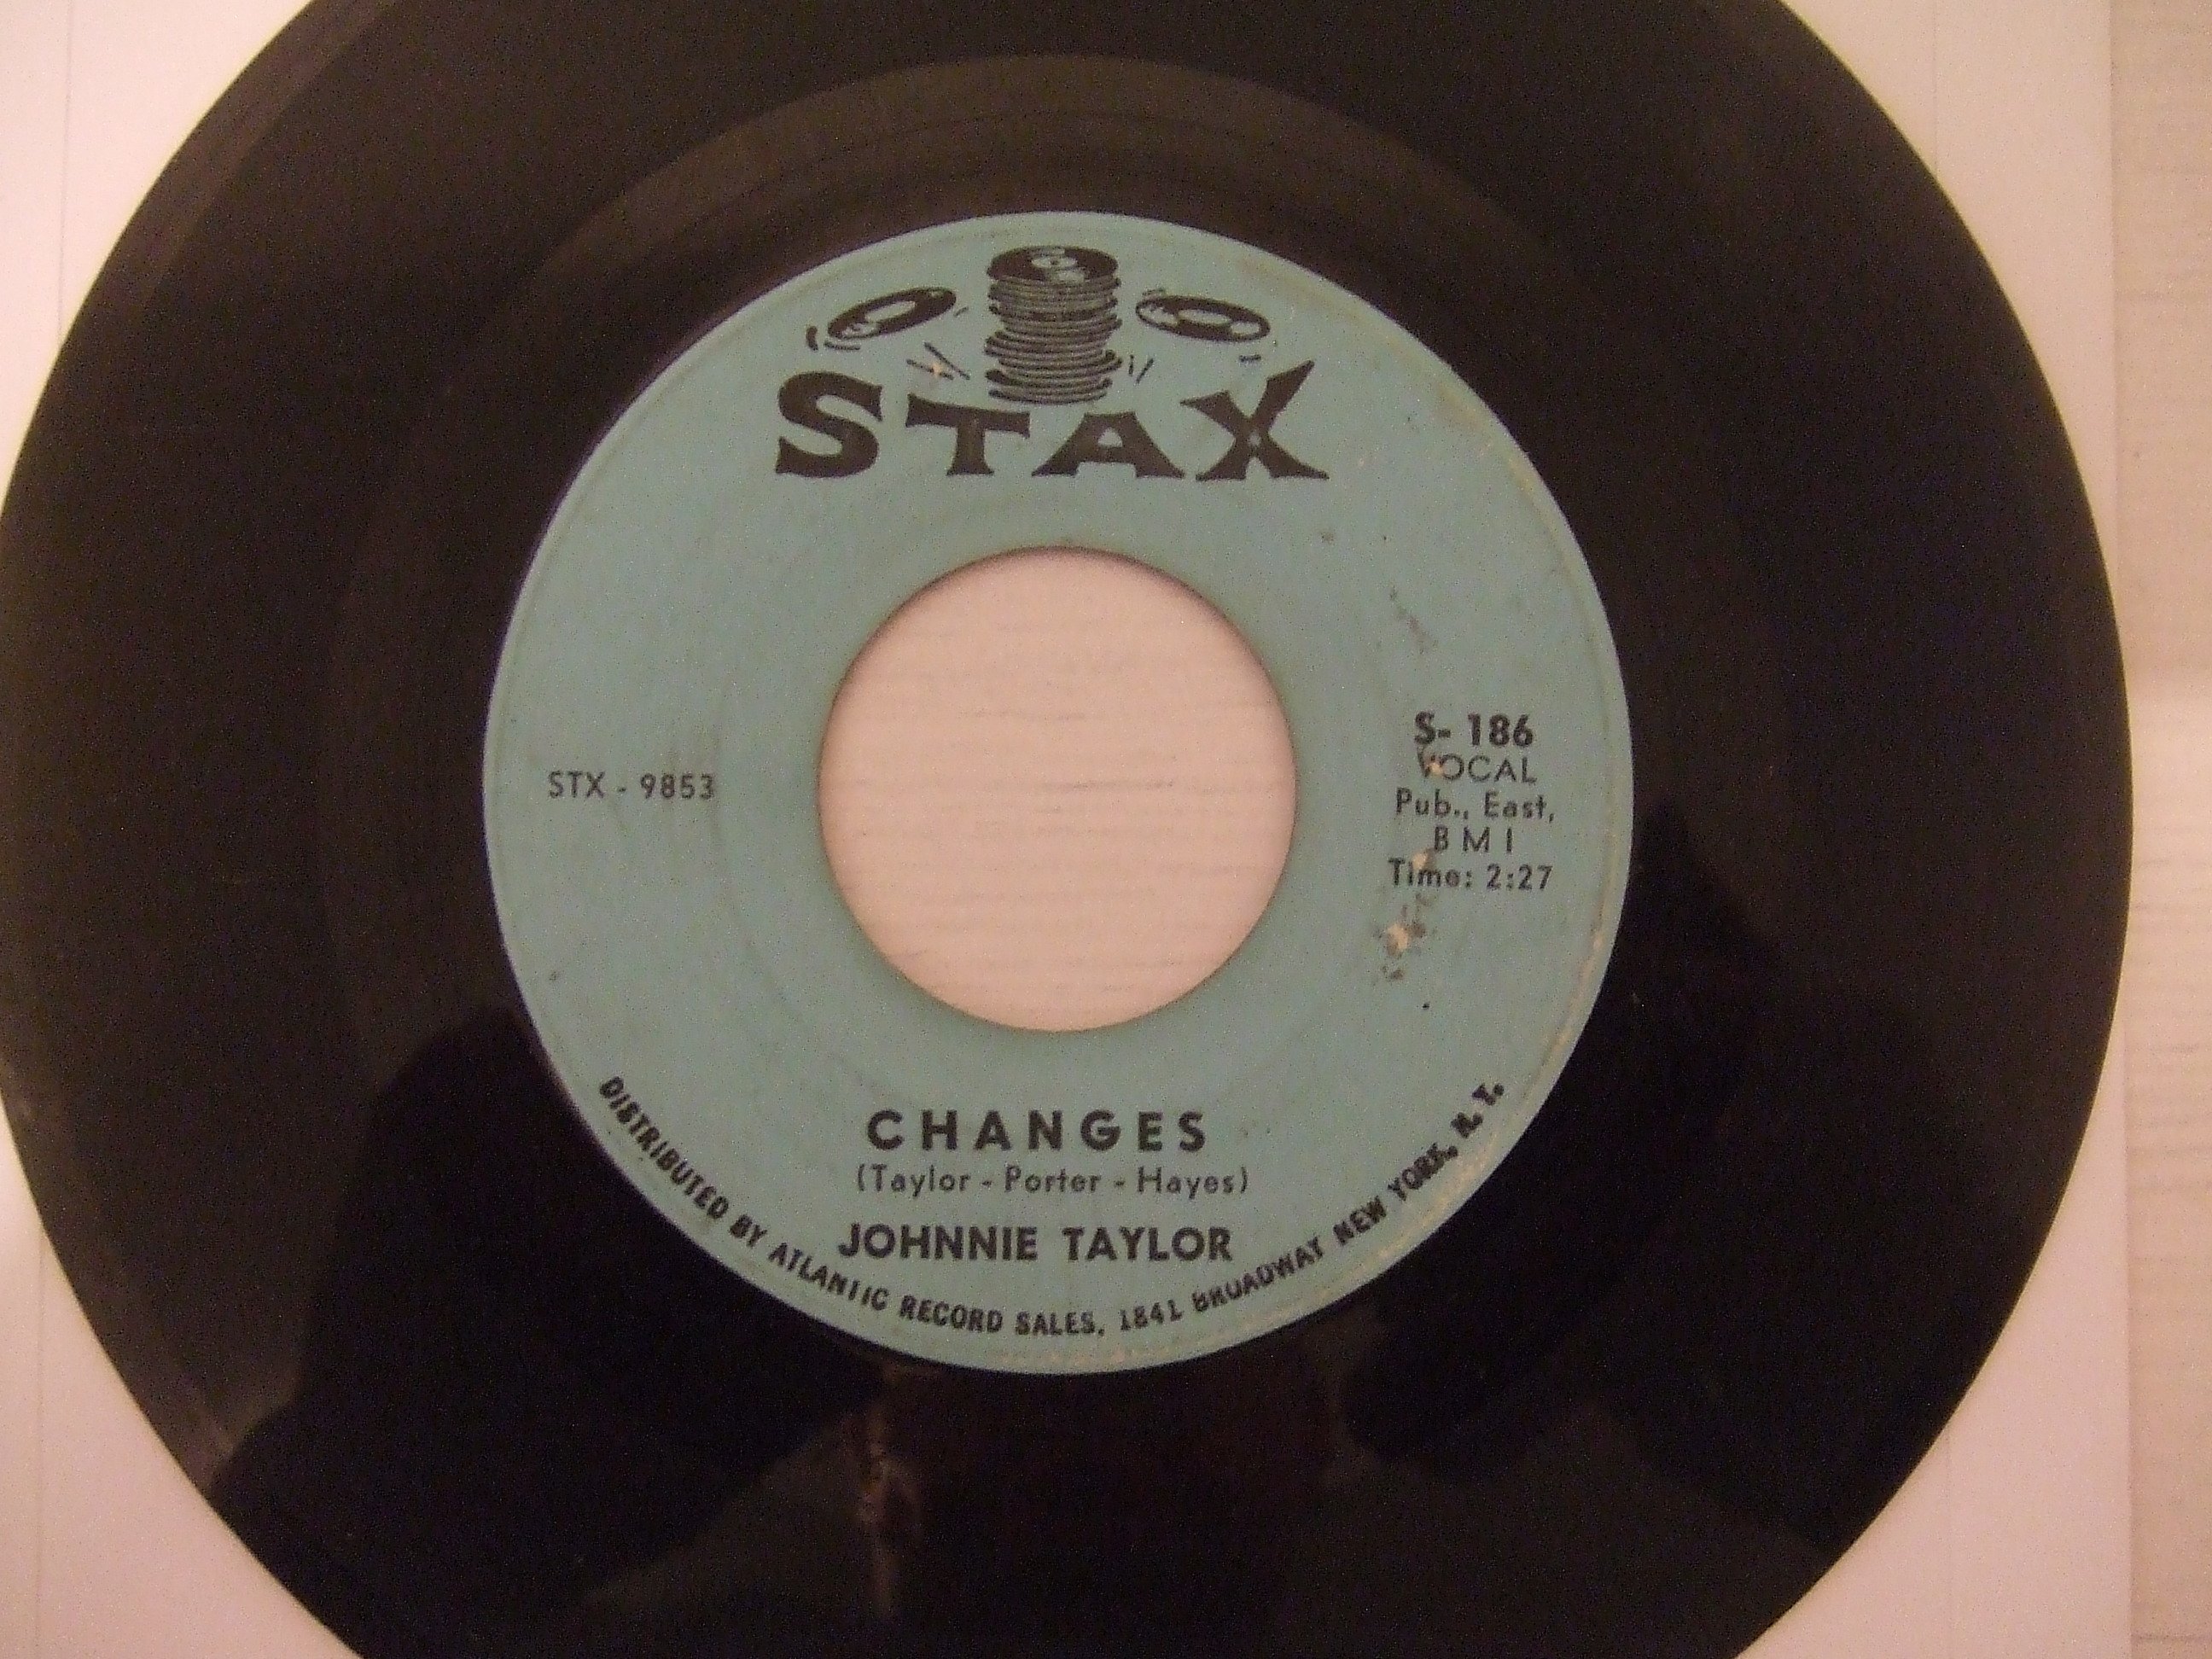 STAX
STX - 9853
S- 186
VOCAL
Pub., East,
B M I
Time: 2:27
CHANGES
(Taylor - Porter - Hayes)
JOHNNIE TAYLOR
DISTRIBUTED BY ATLANTIC RECORD SALES, 1841 BROADWAY NEW YORK, N. Y.